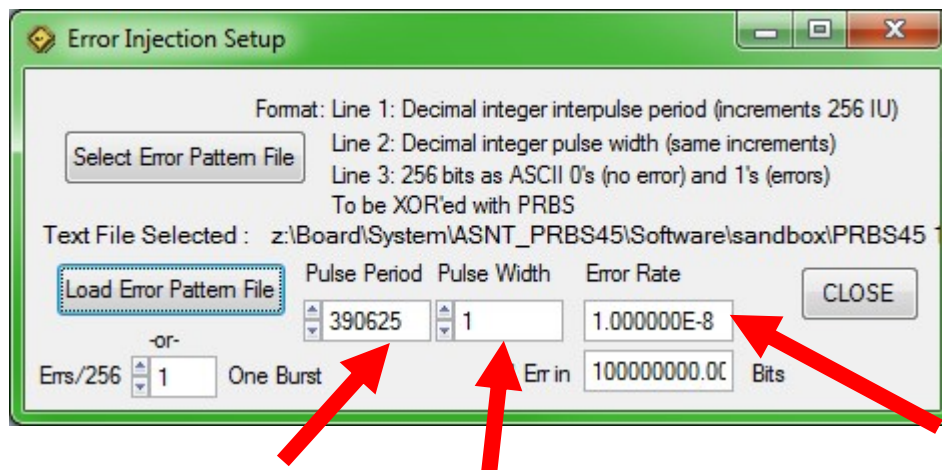 Error Injection Setup
Format: Line 1: Decimal integer interpulse period (increments 256 IU)
Select Error Pattern File
Line 2: Decimal integer pulse width (same increments)
Line 3: 256 bits as ASCII 0's (no error) and 1's (errors)
To be XOR'ed with PRBS
Text File Selected : z:\Board\System\ASNT_PRBS45\Software\sandbox\PRBS45 1
Load Error Pattern File
Pulse Period Pulse Width Error Rate
390625 1 1.000000E-8
CLOSE
-or-
Errs/256 1 One Burst Err in 100000000.00 Bits